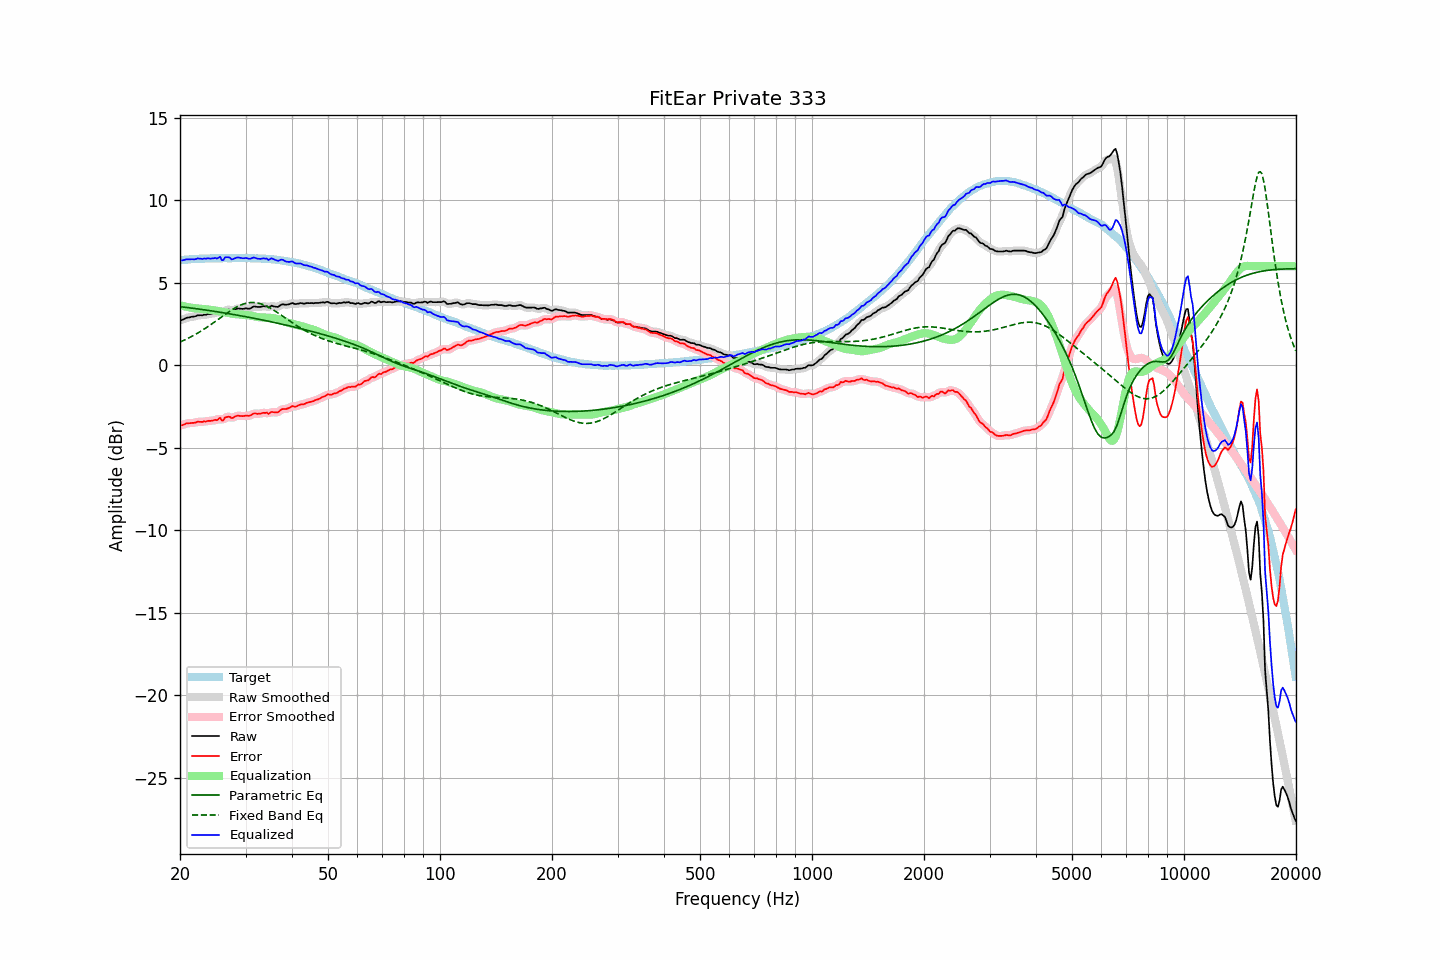 FitEar Private 333
15
10
5
0
−5
−10
−15
−20
−25
Amplitude (dBr)
Target
Raw Smoothed
Error Smoothed
Raw
Error
Equalization
Parametric Eq
Fixed Band Eq
Equalized
20 50 100 200 500 1000 2000 5000 10000 20000
Frequency (Hz)